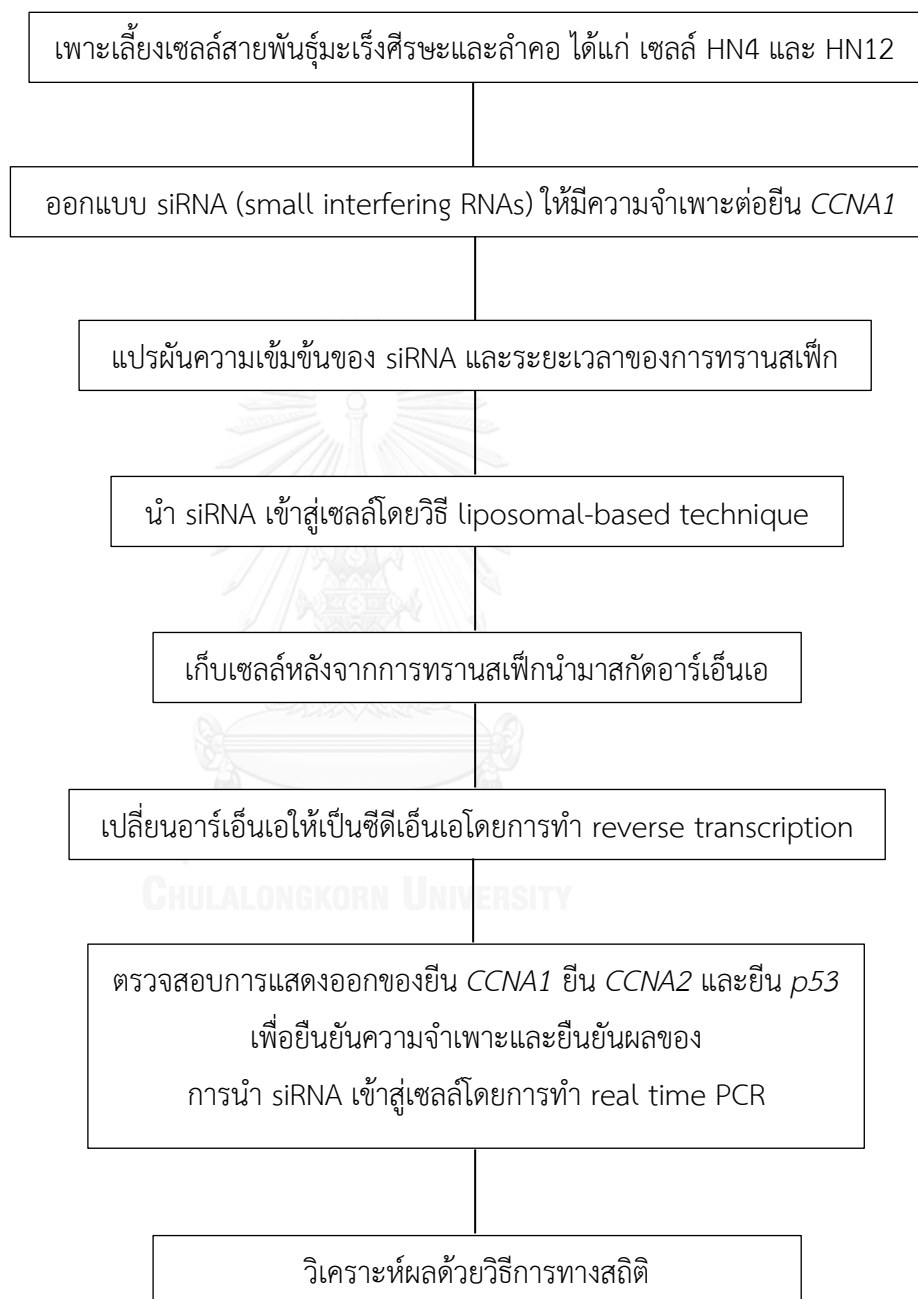 เพาะเลี้ยงเซลล์สายพันธุ์มะเร็งศีรษะและลำคอ ได้แก่ เซลล์ HN4 และ HN12
ออกแบบ siRNA (small interfering RNAs) ให้มีความจำเพาะต่อยีน CCNA1
แปรผันความเข้มข้นของ siRNA และระยะเวลาของการทรานสเฟ็ก
นำ siRNA เข้าสู่เซลล์โดยวิธี liposomal-based technique
เก็บเซลล์หลังจากการทรานสเฟ็กนำมาสกัดอาร์เอ็นเอ
เปลี่ยนอาร์เอ็นเอให้เป็นซีดีเอ็นเอโดยการทำ reverse transcription
CHULALONGKORN UNIVERSITY
ตรวจสอบการแสดงออกของยีน CCNA1 ยีน CCNA2 และยีน p53
เพื่อยืนยันความจำเพาะและยืนยันผลของ
การนำ siRNA เข้าสู่เซลล์โดยการทำ real time PCR
วิเคราะห์ผลด้วยวิธีการทางสถิติ